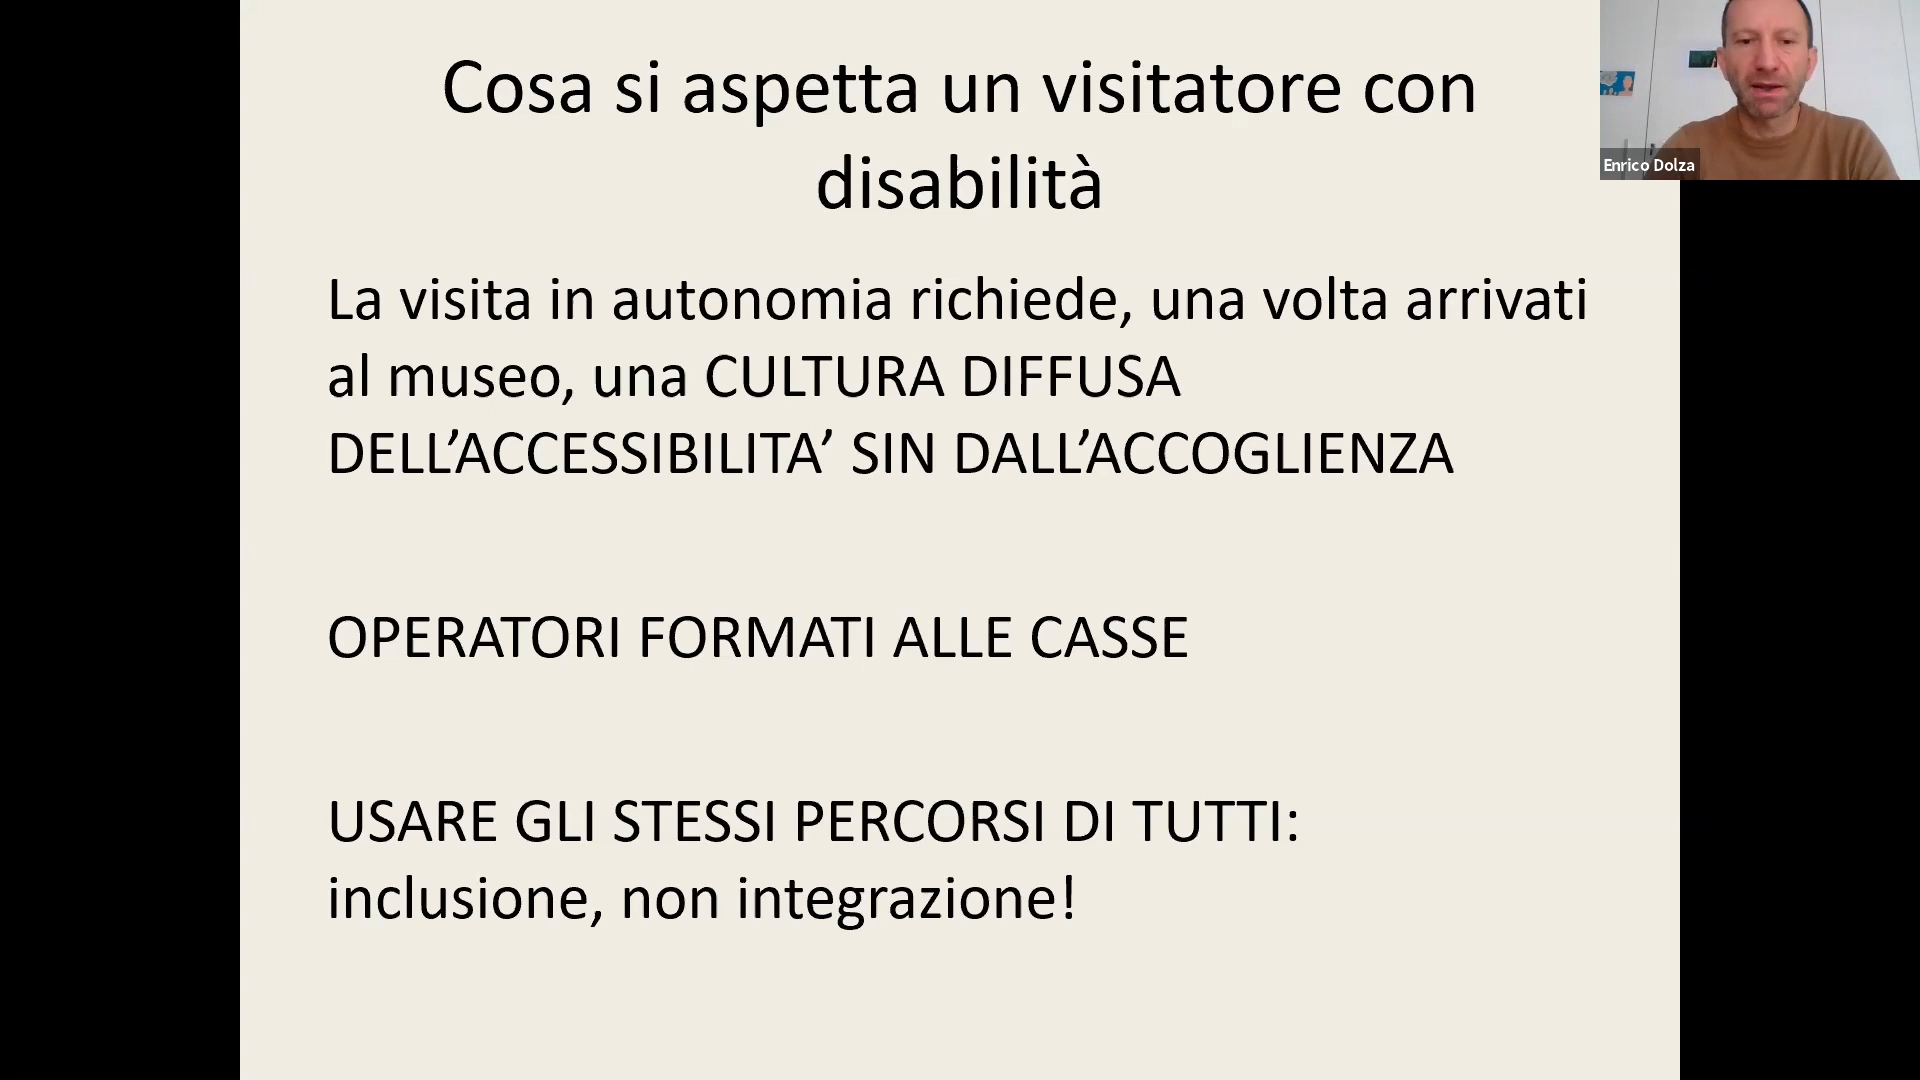 Cosa si aspetta un visitatore con
disabilità
Enrico Dolza
La visita in autonomia richiede, una volta arrivati
al museo, una CULTURA DIFFUSA
DELL’ACCESSIBILITA’ SIN DALL’ACCOGLIENZA
OPERATORI FORMATI ALLE CASSE
USARE GLI STESSI PERCORSI DI TUTTI:
inclusione, non integrazione!